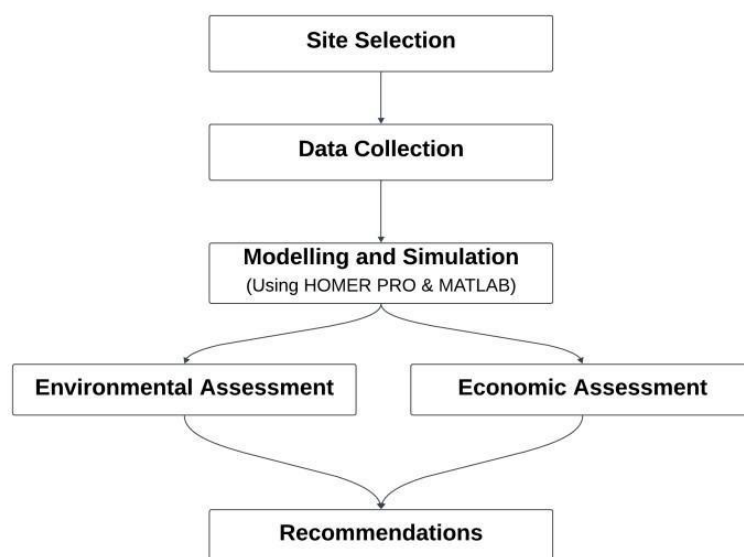 Site Selection
Data Collection
Modelling and Simulation
(Using HOMER PRO & MATLAB)
Environmental Assessment
Economic Assessment
Recommendations